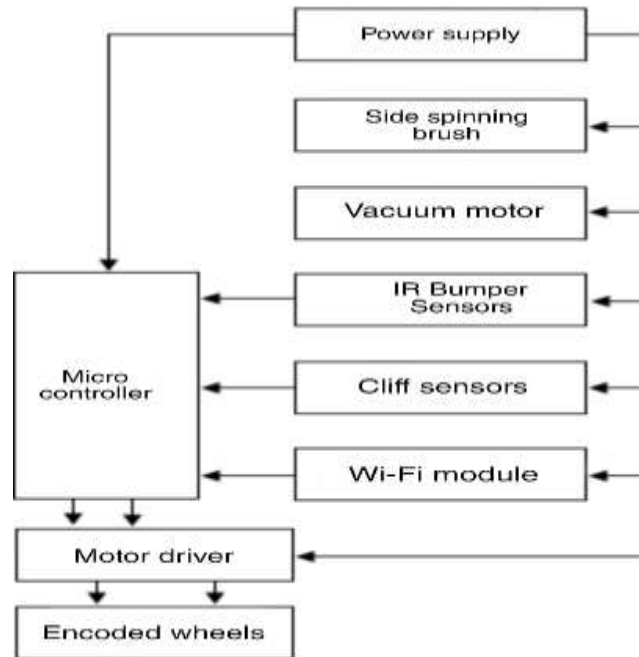 Power supply
Side spinning
brush
Vacuum motor
IR Bumper
Sensors
Micro
controller
Cliff sensors
Wi-Fi module
Motor driver
Encoded wheels